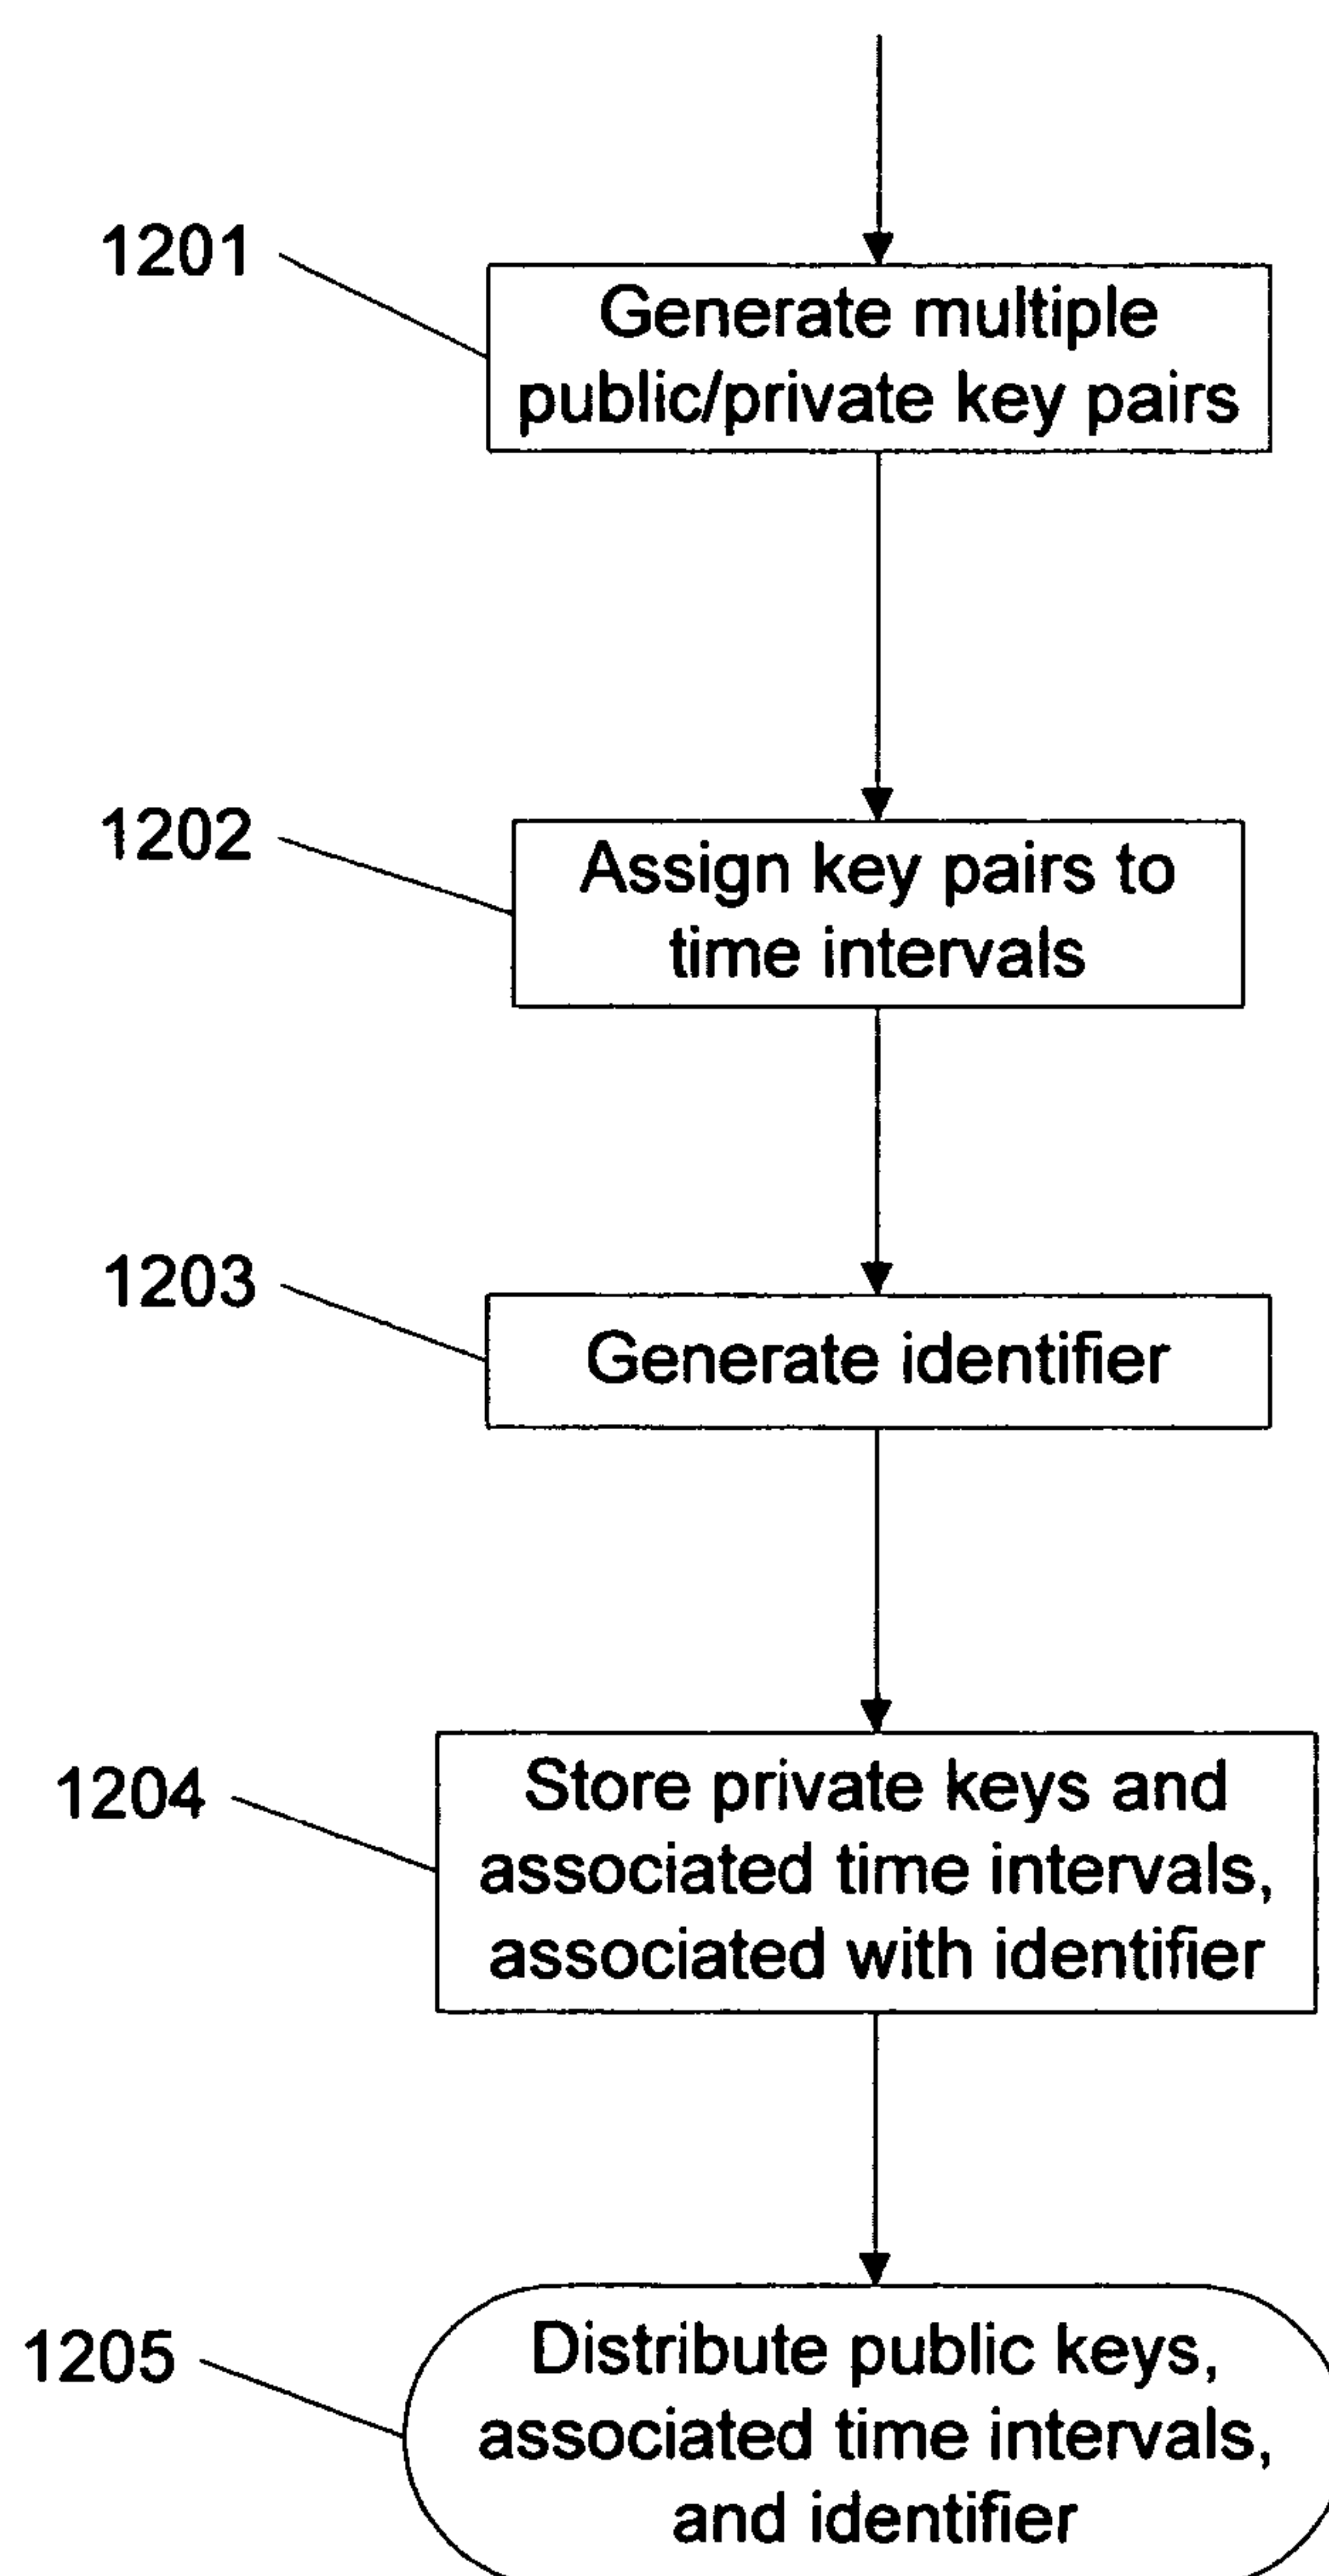 1201
Generate multiple
public/private key pairs
1202
Assign key pairs to
time intervals
1203
Generate identifier
1204
Store private keys and
associated time intervals,
associated with identifier
1205
Distribute public keys,
associated time intervals,
and identifier